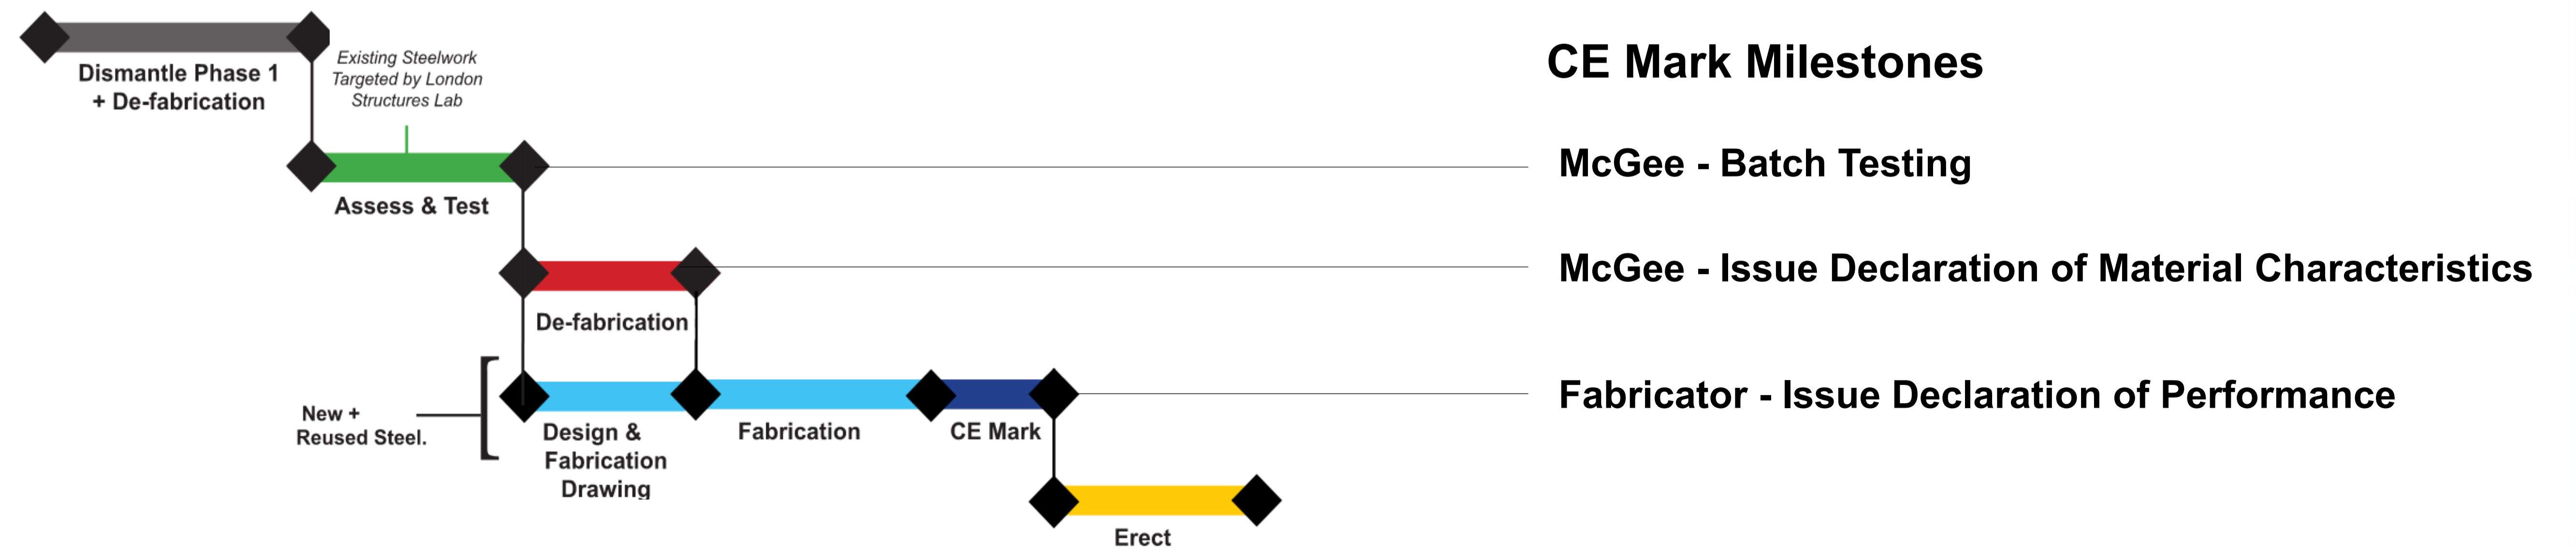 CE Mark Milestones
Dismantle Phase 1
+ De-fabrication
Existing Steelwork
Targeted by London
Structures Lab
Assess & Test
McGee - Batch Testing
De-fabrication
McGee - Issue Declaration of Material Characteristics
New +
Reused Steel.
Design &
Fabrication
Drawing
Fabrication
CE Mark
Fabricator - Issue Declaration of Performance
Erect